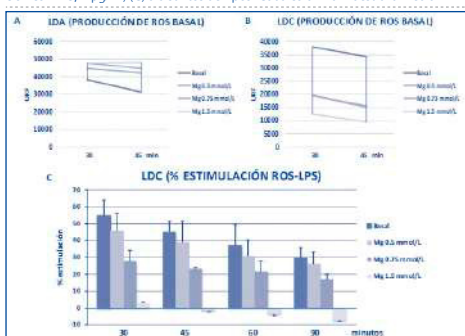 A LDA (PRODUCCIÓN DE ROS BASAL)
60000
50000
40000
30000
20000
10000
0
URF
30 45 min
Basal
Mg 0.5 mmol/L
Mg 0.75 mmol/L
Mg 1.0 mmol/L
B LDC (PRODUCCIÓN DE ROS BASAL)
40000
35000
30000
25000
20000
15000
10000
5000
0
URF
30 45 min
Basal
Mg 0.5 mmol/L
Mg 0.75 mmol/L
Mg 1.0 mmol/L
C LDC (% ESTIMULACIÓN ROS-LPS)
70
60
50
40
30
20
10
0
-10
% estimulación
30 45 60 90 minutos
Basal
Mg 0.5 mmol/L
Mg 0.75 mmol/L
Mg 1.0 mmol/L